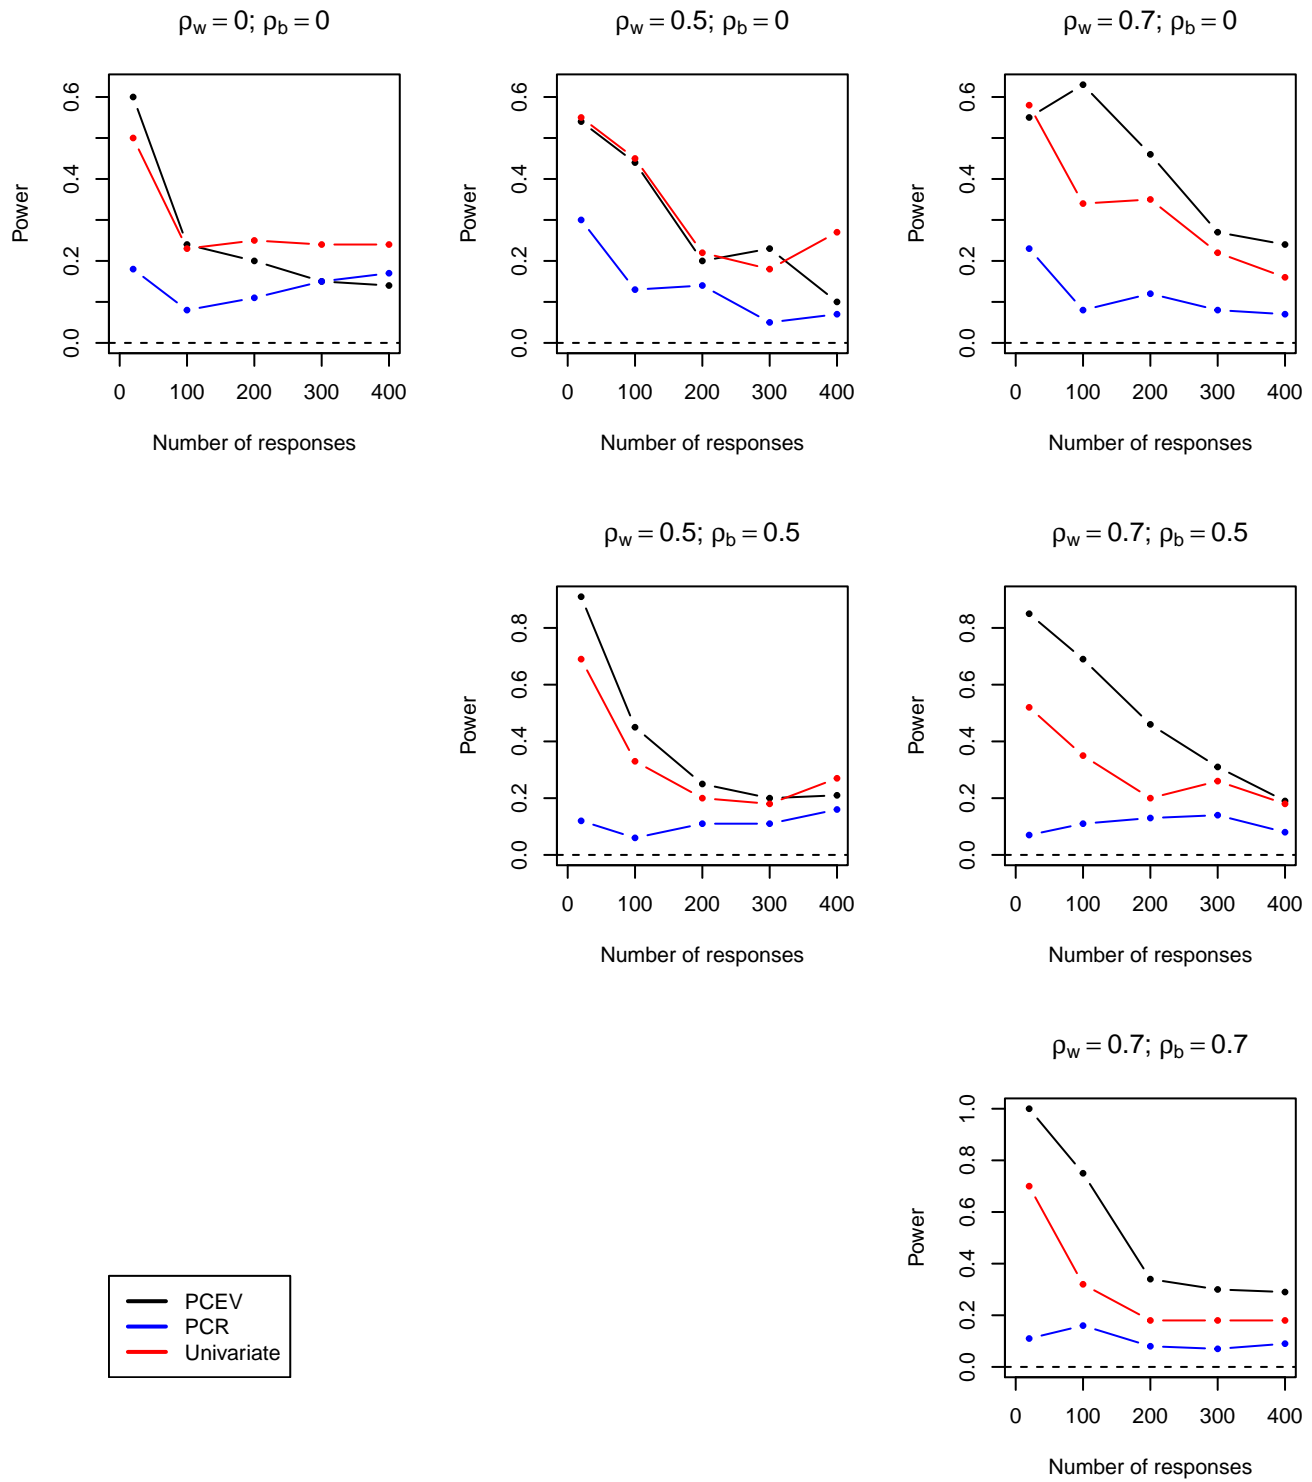 ρw = 0; ρb = 0
ρw = 0.5; ρb = 0
ρw = 0.7; ρb = 0
Power
0.0 0.2 0.4 0.6
0 100 200 300 400
Number of responses
Power
0.0 0.2 0.4 0.6
0 100 200 300 400
Number of responses
Power
0.0 0.2 0.4 0.6
0 100 200 300 400
Number of responses
ρw = 0.5; ρb = 0.5
ρw = 0.7; ρb = 0.5
Power
0.0 0.2 0.4 0.6 0.8
0 100 200 300 400
Number of responses
Power
0.0 0.2 0.4 0.6 0.8
0 100 200 300 400
Number of responses
ρw = 0.7; ρb = 0.7
Power
0.0 0.2 0.4 0.6 0.8 1.0
0 100 200 300 400
Number of responses
PCEV
PCR
Univariate